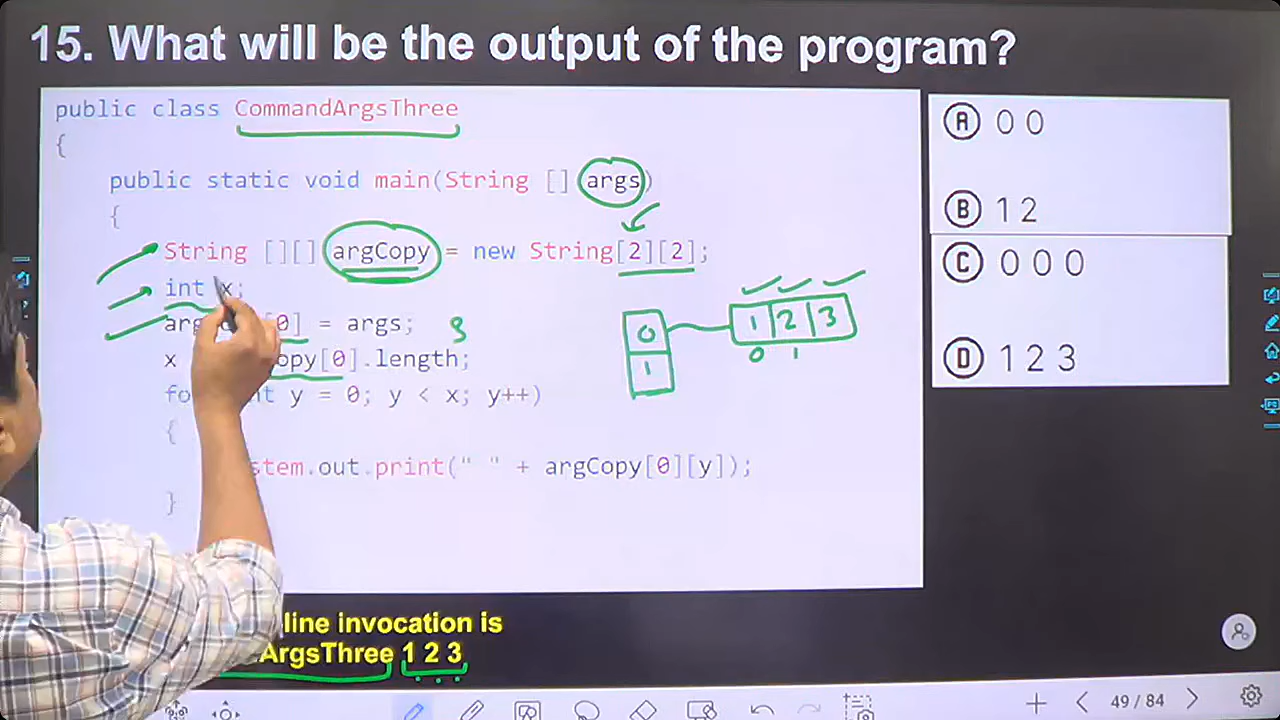 15. What will be the output of the program?
public class CommandArgsThree
{
public static void main(String [] args)
{
String [][] argCopy = new String[2][2];
int x;
[0] = args; 3
x [0].length;
y = 0; y < x; y++)
{
.out.print(" " + argCopy[0][y]);
}
0 1 2 3
1 0 1
A 0 0
B 1 2
C 0 0 0
D 1 2 3
line invocation is
ArgsThree 1 2 3
49 / 84